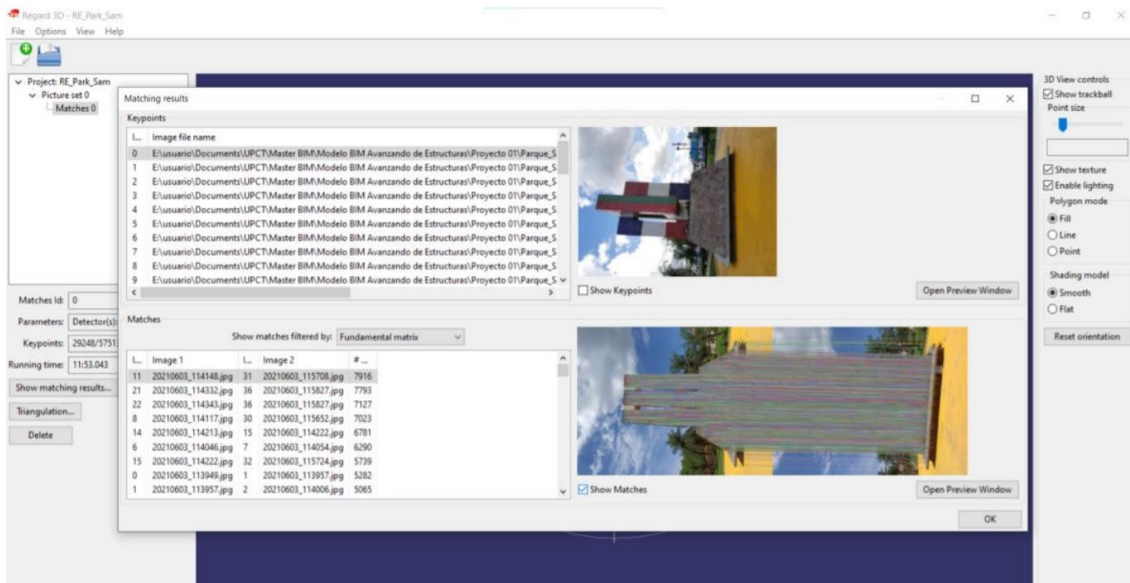 Regard 3D - RE_Park_Sam
File Options View Help
Project: RE_Park_Sam
Picture set 0
Matches 0
Matches Id: 0
Parameters: Detector(s):
Keypoints: 29248/5751
Running time: 11:53.043
Show matching results...
Triangulation...
Delete
Matching results
Keypoints
I... Image file name
0 E:\usuario\Documents\UPCT\Master BIM\Modelo BIM Avanzando de Estructuras\Proyecto 01\Parque_S
1 E:\usuario\Documents\UPCT\Master BIM\Modelo BIM Avanzando de Estructuras\Proyecto 01\Parque_S
2 E:\usuario\Documents\UPCT\Master BIM\Modelo BIM Avanzando de Estructuras\Proyecto 01\Parque_S
3 E:\usuario\Documents\UPCT\Master BIM\Modelo BIM Avanzando de Estructuras\Proyecto 01\Parque_S
4 E:\usuario\Documents\UPCT\Master BIM\Modelo BIM Avanzando de Estructuras\Proyecto 01\Parque_S
5 E:\usuario\Documents\UPCT\Master BIM\Modelo BIM Avanzando de Estructuras\Proyecto 01\Parque_S
6 E:\usuario\Documents\UPCT\Master BIM\Modelo BIM Avanzando de Estructuras\Proyecto 01\Parque_S
7 E:\usuario\Documents\UPCT\Master BIM\Modelo BIM Avanzando de Estructuras\Proyecto 01\Parque_S
8 E:\usuario\Documents\UPCT\Master BIM\Modelo BIM Avanzando de Estructuras\Proyecto 01\Parque_S
9 E:\usuario\Documents\UPCT\Master BIM\Modelo BIM Avanzando de Estructuras\Proyecto 01\Parque_S
Show Keypoints
Open Preview Window
Matches
Show matches filtered by: Fundamental matrix
I... Image 1 I... Image 2 # ...
11 20210603_114148.jpg 31 20210603_115708.jpg 7916
21 20210603_114332.jpg 36 20210603_115827.jpg 7793
22 20210603_114343.jpg 36 20210603_115827.jpg 7127
8 20210603_114117.jpg 30 20210603_115652.jpg 7023
14 20210603_114213.jpg 15 20210603_114222.jpg 6781
6 20210603_114046.jpg 7 20210603_114054.jpg 6290
15 20210603_114222.jpg 32 20210603_115724.jpg 5739
0 20210603_113949.jpg 1 20210603_113957.jpg 5282
1 20210603_113957.jpg 2 20210603_114006.jpg 5065
Show Matches
Open Preview Window
OK
3D View controls
Show trackball
Point size
Show texture
Enable lighting
Polygon mode
Fill
Line
Point
Shading model
Smooth
Flat
Reset orientation